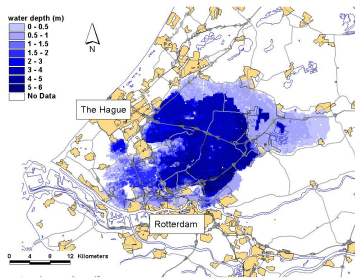 water depth (m)
0 - 0.5
0.5 - 1
1 - 1.5
1.5 - 2
2 - 3
3 - 4
4 - 5
5 - 6
No Data
N
The Hague
Rotterdam
0 4 8 12 Kilometers